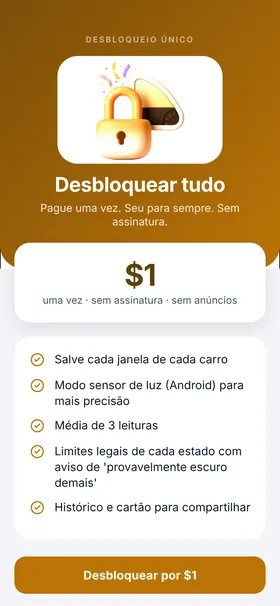 DESBLOQUEIO ÚNICO
Desbloquear tudo
Pague uma vez. Seu para sempre. Sem
assinatura.
$1
uma vez · sem assinatura · sem anúncios
Salve cada janela de cada carro
Modo sensor de luz (Android) para
mais precisão
Média de 3 leituras
Limites legais de cada estado com
aviso de 'provavelmente escuro
demais'
Histórico e cartão para compartilhar
Desbloquear por $1